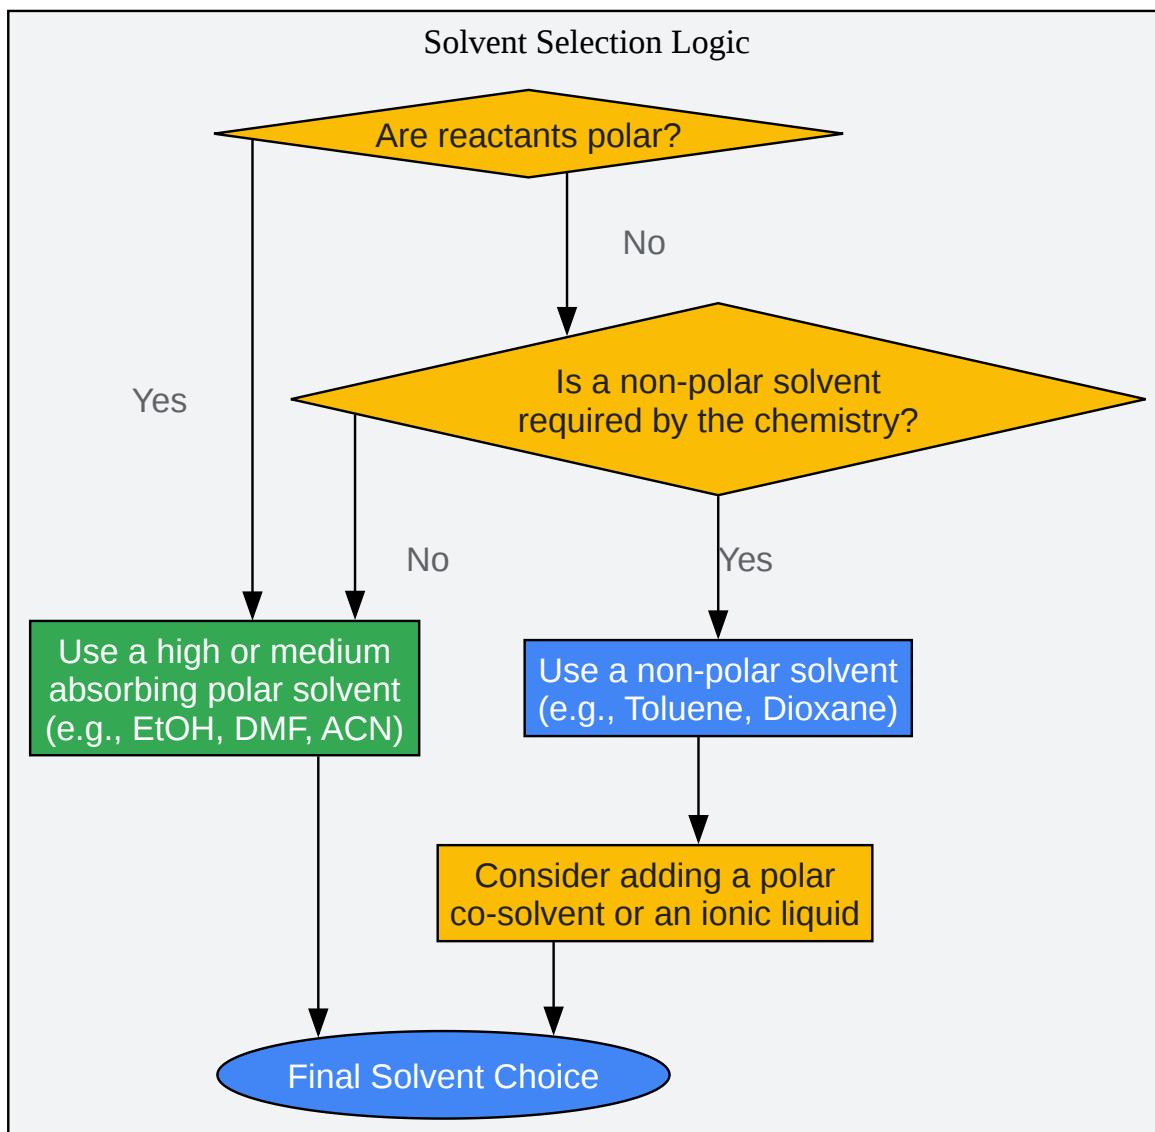 Solvent Selection Logic
Are reactants polar?
No
Yes
Is a non-polar solvent
required by the chemistry?
No
Yes
Use a high or medium
absorbing polar solvent
(e.g., EtOH, DMF, ACN)
Use a non-polar solvent
(e.g., Toluene, Dioxane)
Consider adding a polar
co-solvent or an ionic liquid
Final Solvent Choice